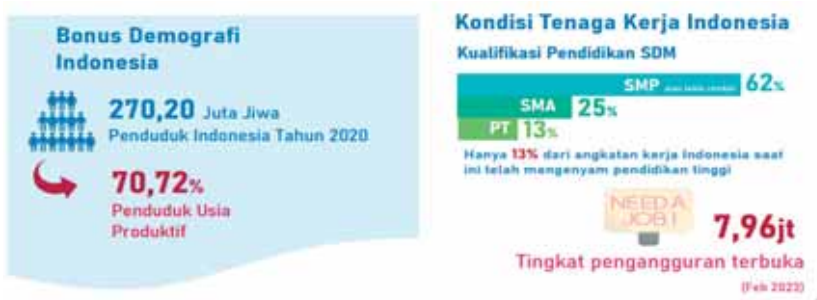 Bonus Demografi
Indonesia
270,20 Juta Jiwa
Penduduk Indonesia Tahun 2020
70,72%
Penduduk Usia
Produktif
Kondisi Tenaga Kerja Indonesia
Kualifikasi Pendidikan SDM
SMP 62%
SMA 25%
PT 13%
Hanya 13% dari angkatan kerja Indonesia saat
ini telah mengenyam pendidikan tinggi
NEED A
JOB!
7,96jt
Tingkat pengangguran terbuka